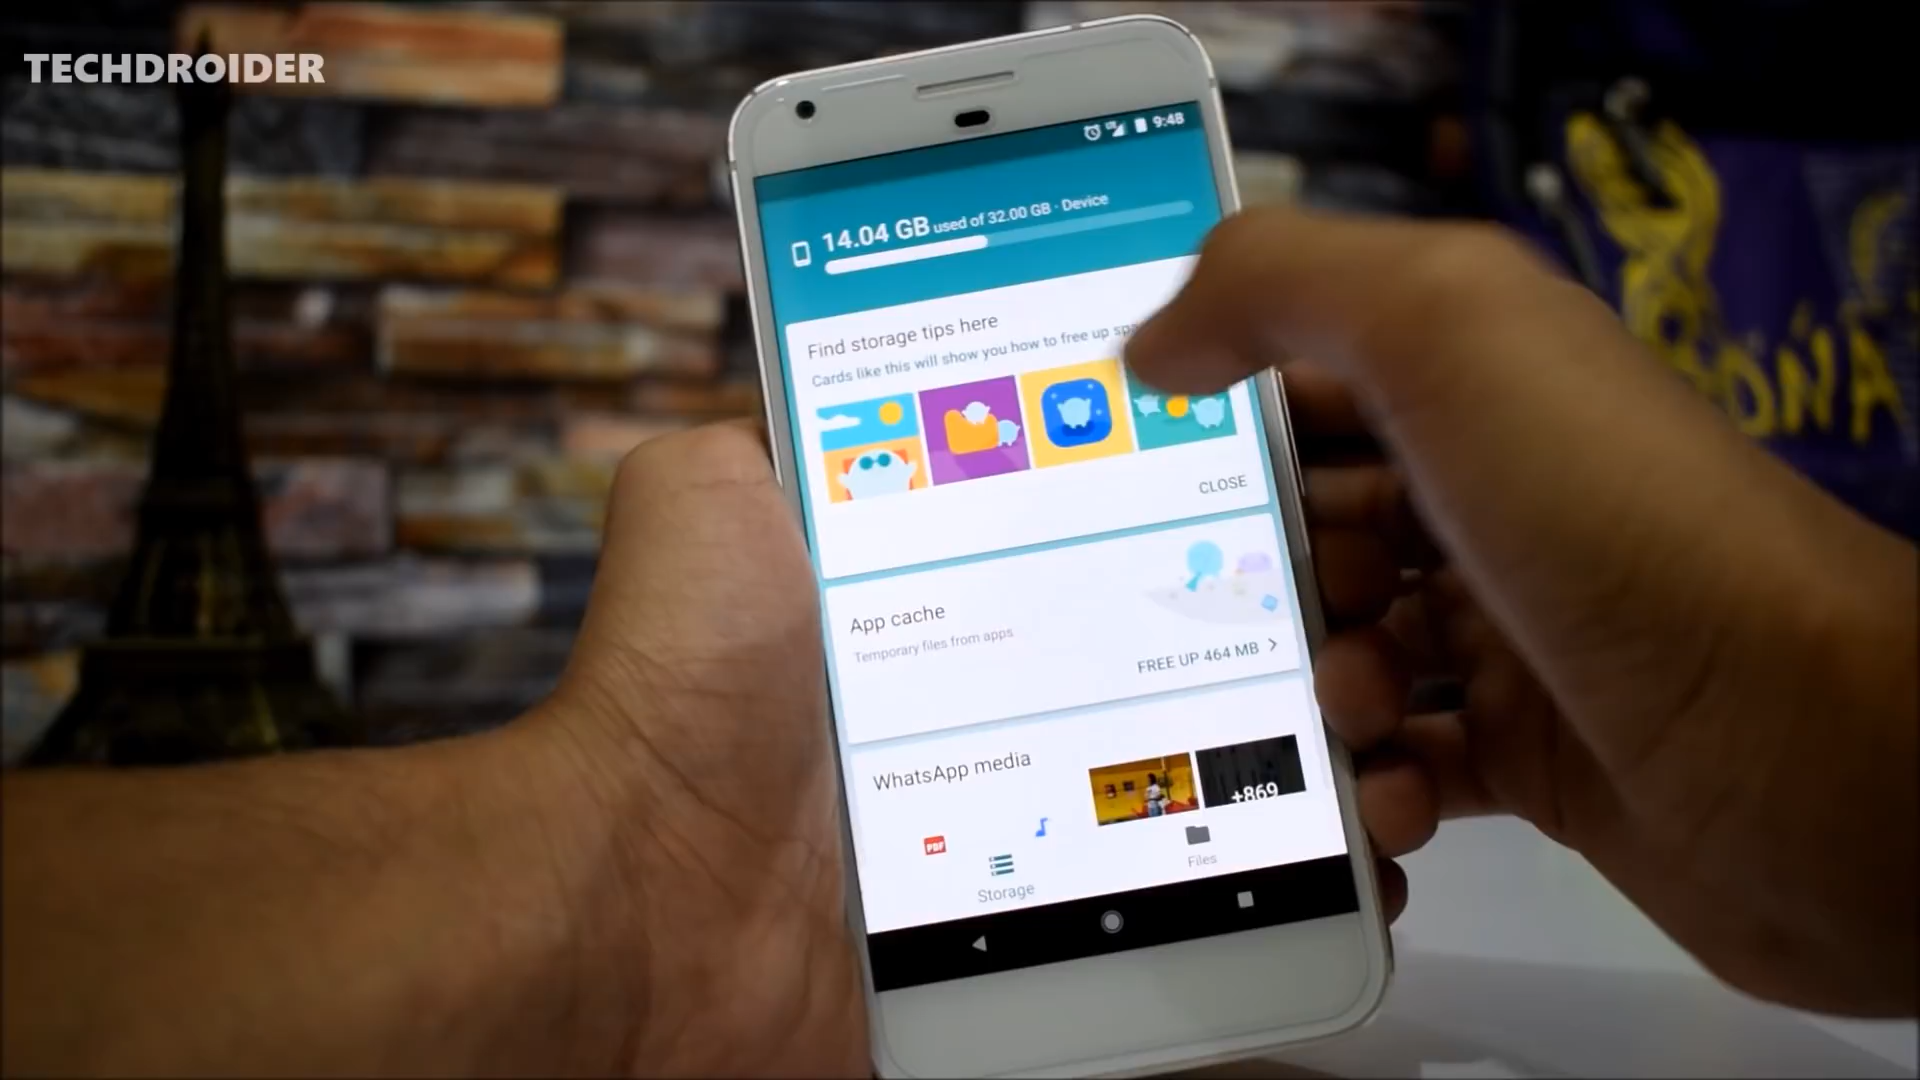 TECHDROIDER
9:48
14.04 GB used of 32.00 GB · Device
Find storage tips here
Cards like this will show you how to free up
CLOSE
App cache
Temporary files from apps
FREE UP 464 MB
WhatsApp media
+869
PDF
Storage
Files